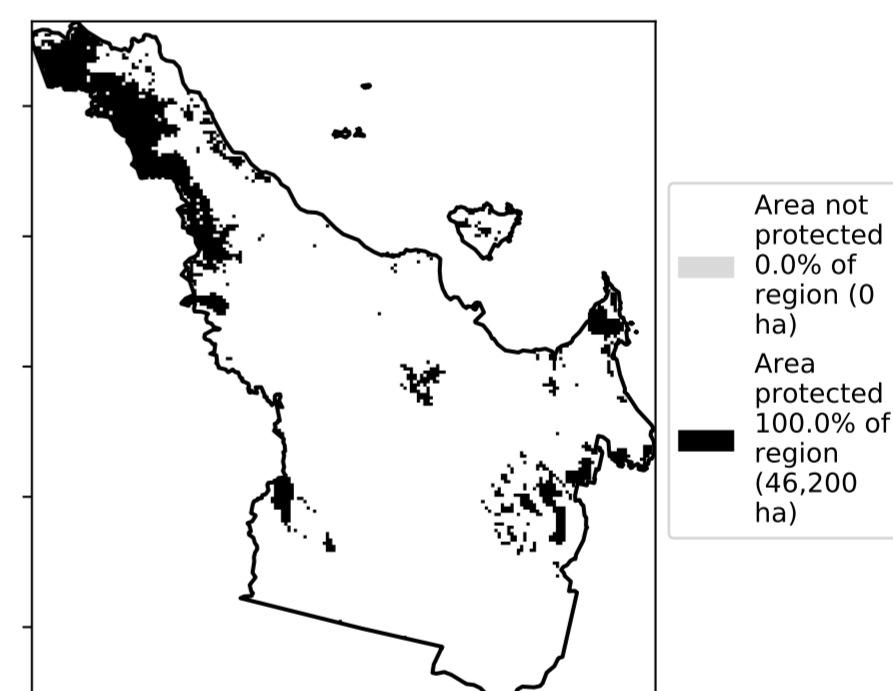 Area not
protected
0.0% of
region (0
ha)
Area
protected
100.0% of
region
(46,200
ha)